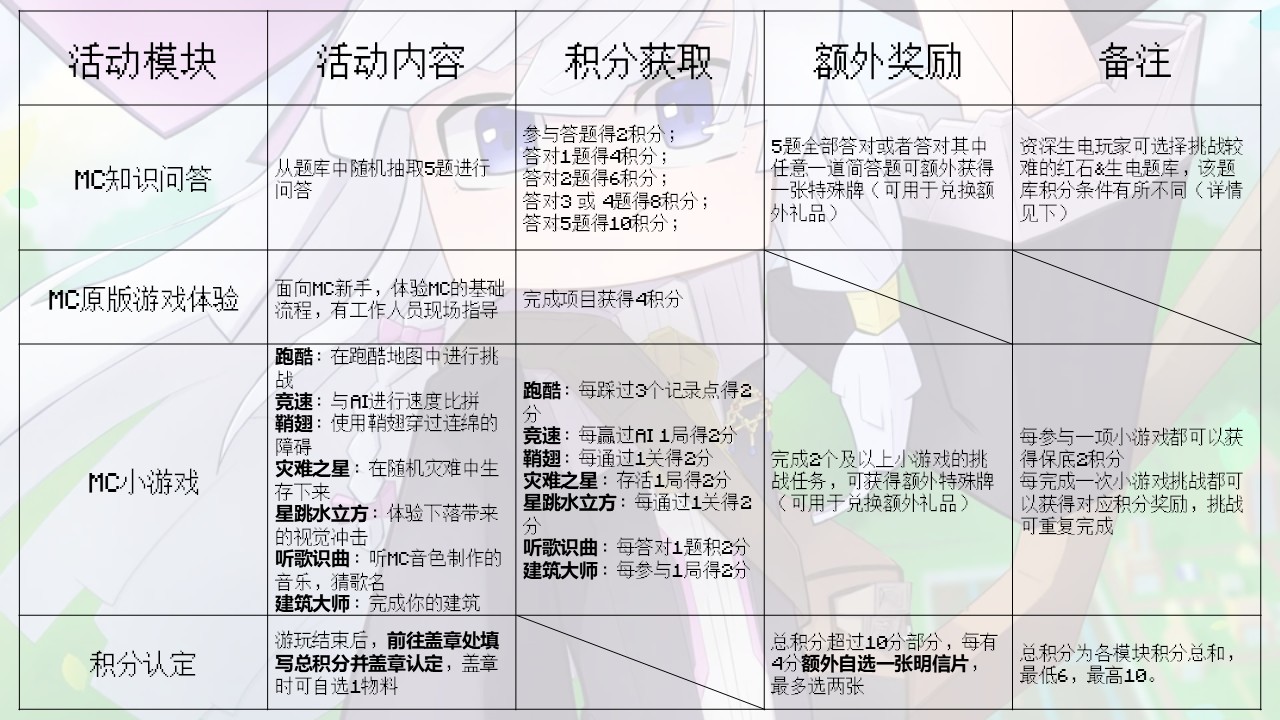 活动模块
活动内容
积分获取
额外奖励
备注
MC知识问答
从题库中随机抽取5题进行
问答
参与答题得2积分；
答对1题得4积分；
答对2题得6积分；
答对3 或 4题得8积分；
答对5题得10积分；
5题全部答对或者答对其中
任意一道简答题可额外获得
一张特殊牌（可用于兑换额
外礼品）
资深生电玩家可选择挑战较
难的红石&生电题库，该题
库积分条件有所不同（详情
见下）
MC原版游戏体验
面向MC新手，体验MC的基础
流程，有工作人员现场指导
完成项目获得4积分
MC小游戏
跑酷：在跑酷地图中进行挑
战
竞速：与AI进行速度比拼
鞘翅：使用鞘翅穿过连绵的
障碍
灾难之星：在随机灾难中生
存下来
星跳水立方：体验下落带来
的视觉冲击
听歌识曲：听MC音色制作的
音乐，猜歌名
建筑大师：完成你的建筑
跑酷：每踩过3个记录点得2
分
竞速：每赢过AI 1局得2分
鞘翅：每通过1关得2分
灾难之星：存活1局得2分
星跳水立方：每通过1关得2
分
听歌识曲：每答对1题积2分
建筑大师：每参与1局得2分
完成2个及以上小游戏的挑
战任务，可获得额外特殊牌
（可用于兑换额外礼品）
每参与一项小游戏都可以获
得保底2积分
每完成一次小游戏挑战都可
以获得对应积分奖励，挑战
可重复完成
积分认定
游玩结束后，前往盖章处填
写总积分并盖章认定，盖章
时可自选1物料
总积分超过10分部分，每有
4分额外自选一张明信片，
最多选两张
总积分为各模块积分总和，
最低6，最高10。